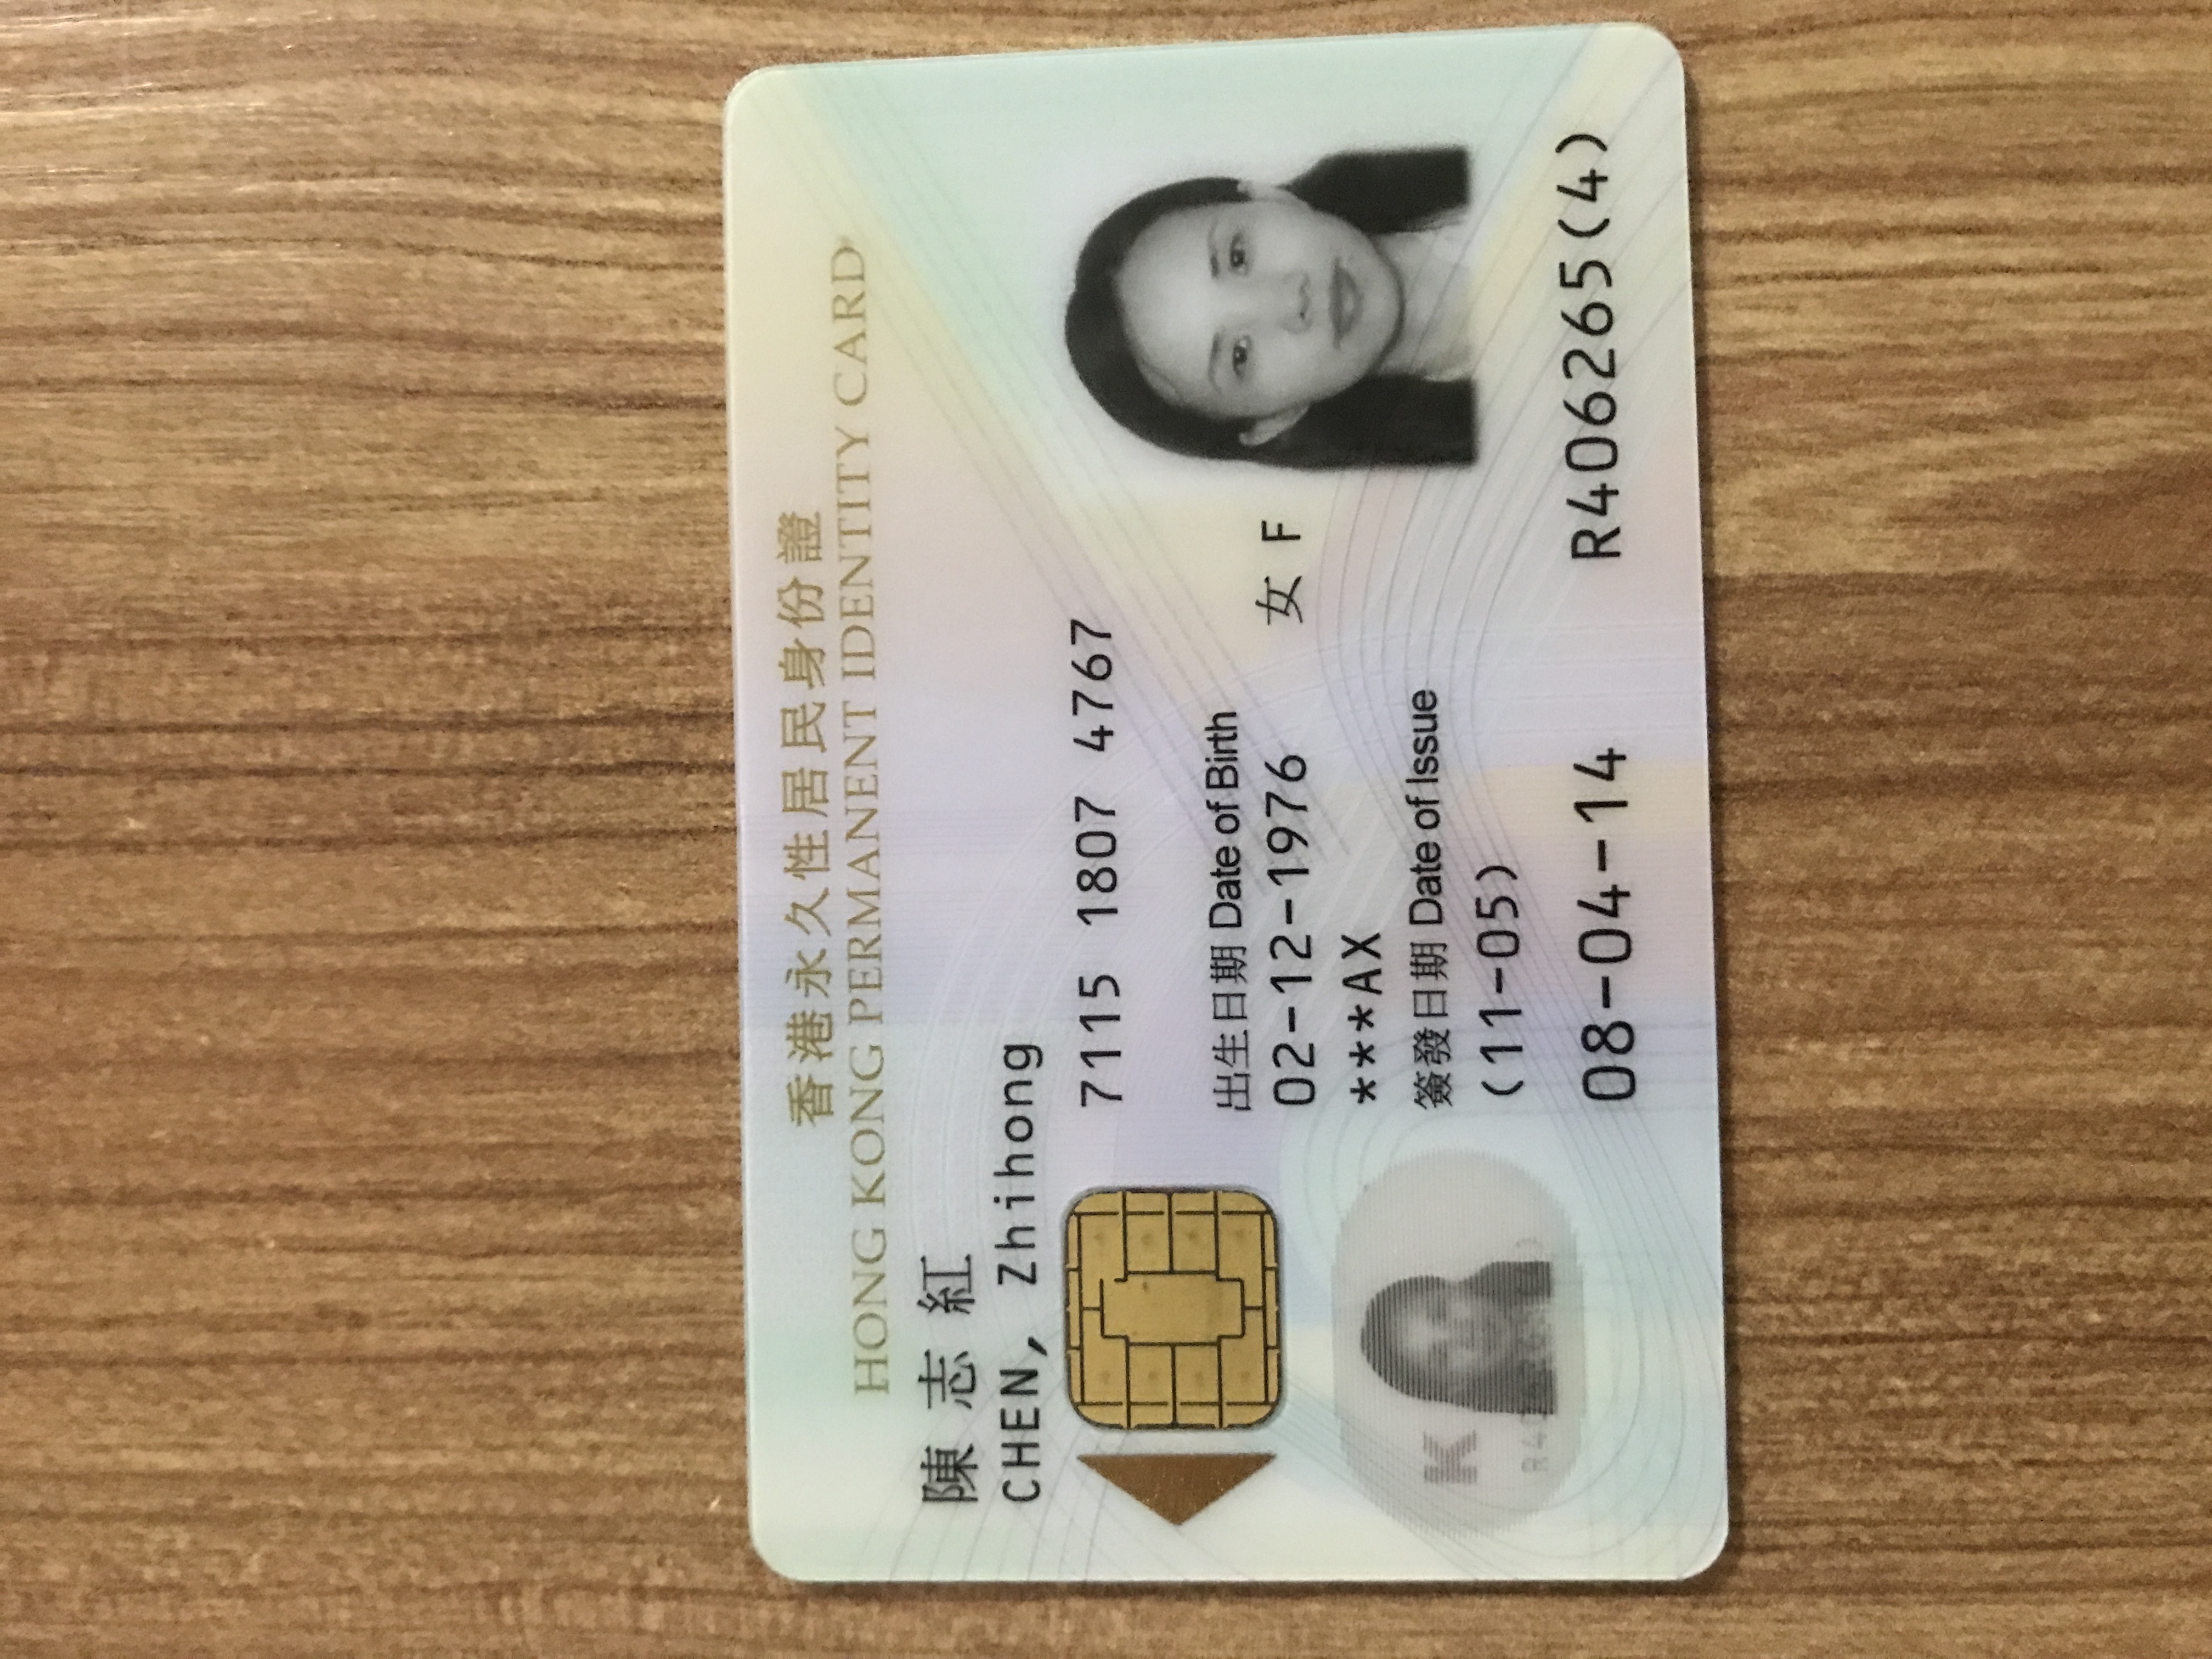 香港永久性居民身份證
HONG KONG PERMANENT IDENTITY CARD
陳志紅
CHEN, Zhihong
7115 1807 4767
出生日期 Date of Birth
02-12-1976
女 F
***AX
簽發日期 Date of Issue
(11-05)
K
08-04-14
R406265(4)